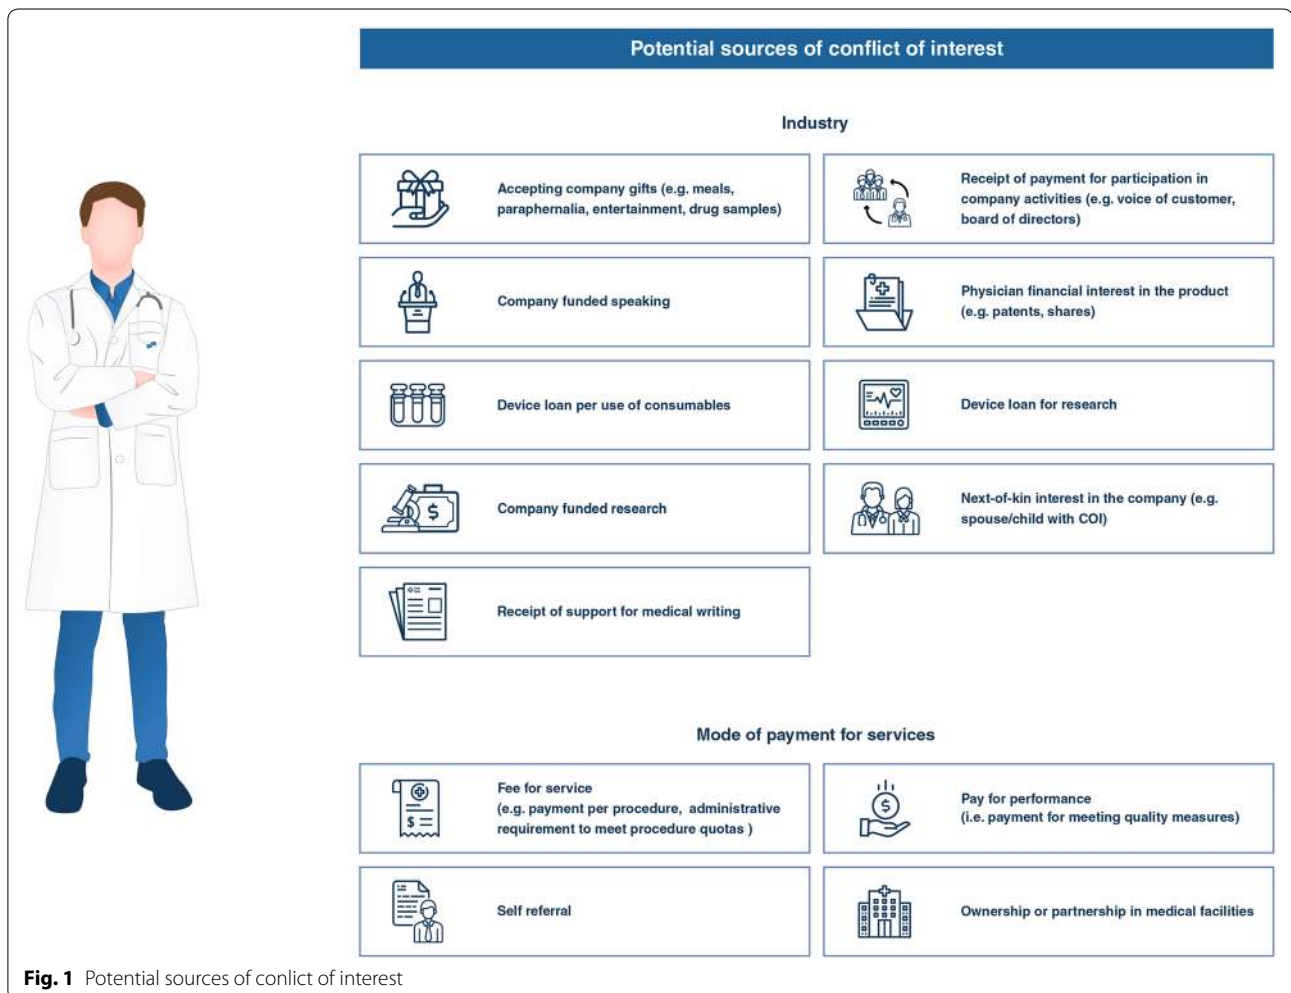 Potential sources of conflict of interest
Industry
Accepting company gifts (e.g. meals,
paraphernalia, entertainment, drug samples)
Receipt of payment for participation in
company activities (e.g. voice of customer,
board of directors)
Company funded speaking
Physician financial interest in the product
(e.g. patents, shares)
Device loan per use of consumables
Device loan for research
$
Company funded research
Next-of-kin interest in the company (e.g.
spouse/child with COI)
Receipt of support for medical writing
Mode of payment for services
$
Fee for service
(e.g. payment per procedure, administrative
requirement to meet procedure quotas )
$
Pay for performance
(i.e. payment for meeting quality measures)
Self referral
Ownership or partnership in medical facilities
Fig. 1 Potential sources of conlict of interest